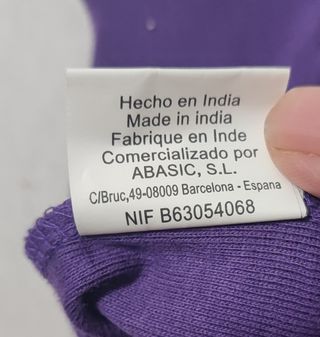 Hecho en India
Made in india
Fabrique en Inde
Comercializado por
ABASIC, S.L.
C/Bruc,49-08009 Barcelona - Espana
NIF B63054068